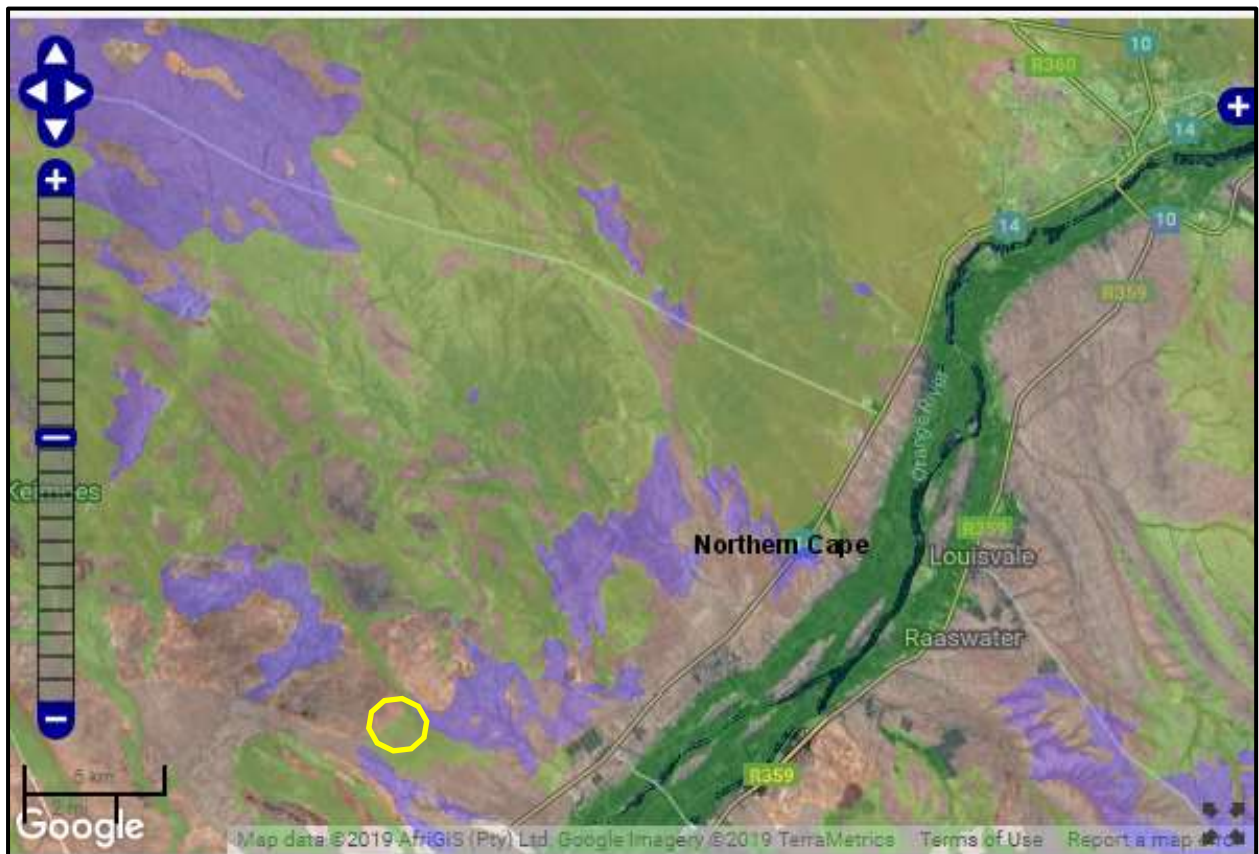 10
R360
14
14
10
R359
Orange River
Keimoes
Northern Cape
R359
Louisvale
Raaswater
5 km
2 mi
R359
Google
Map data ©2019 AfriGIS (Pty) Ltd, Google Imagery ©2019 TerraMetrics Terms of Use Report a map error